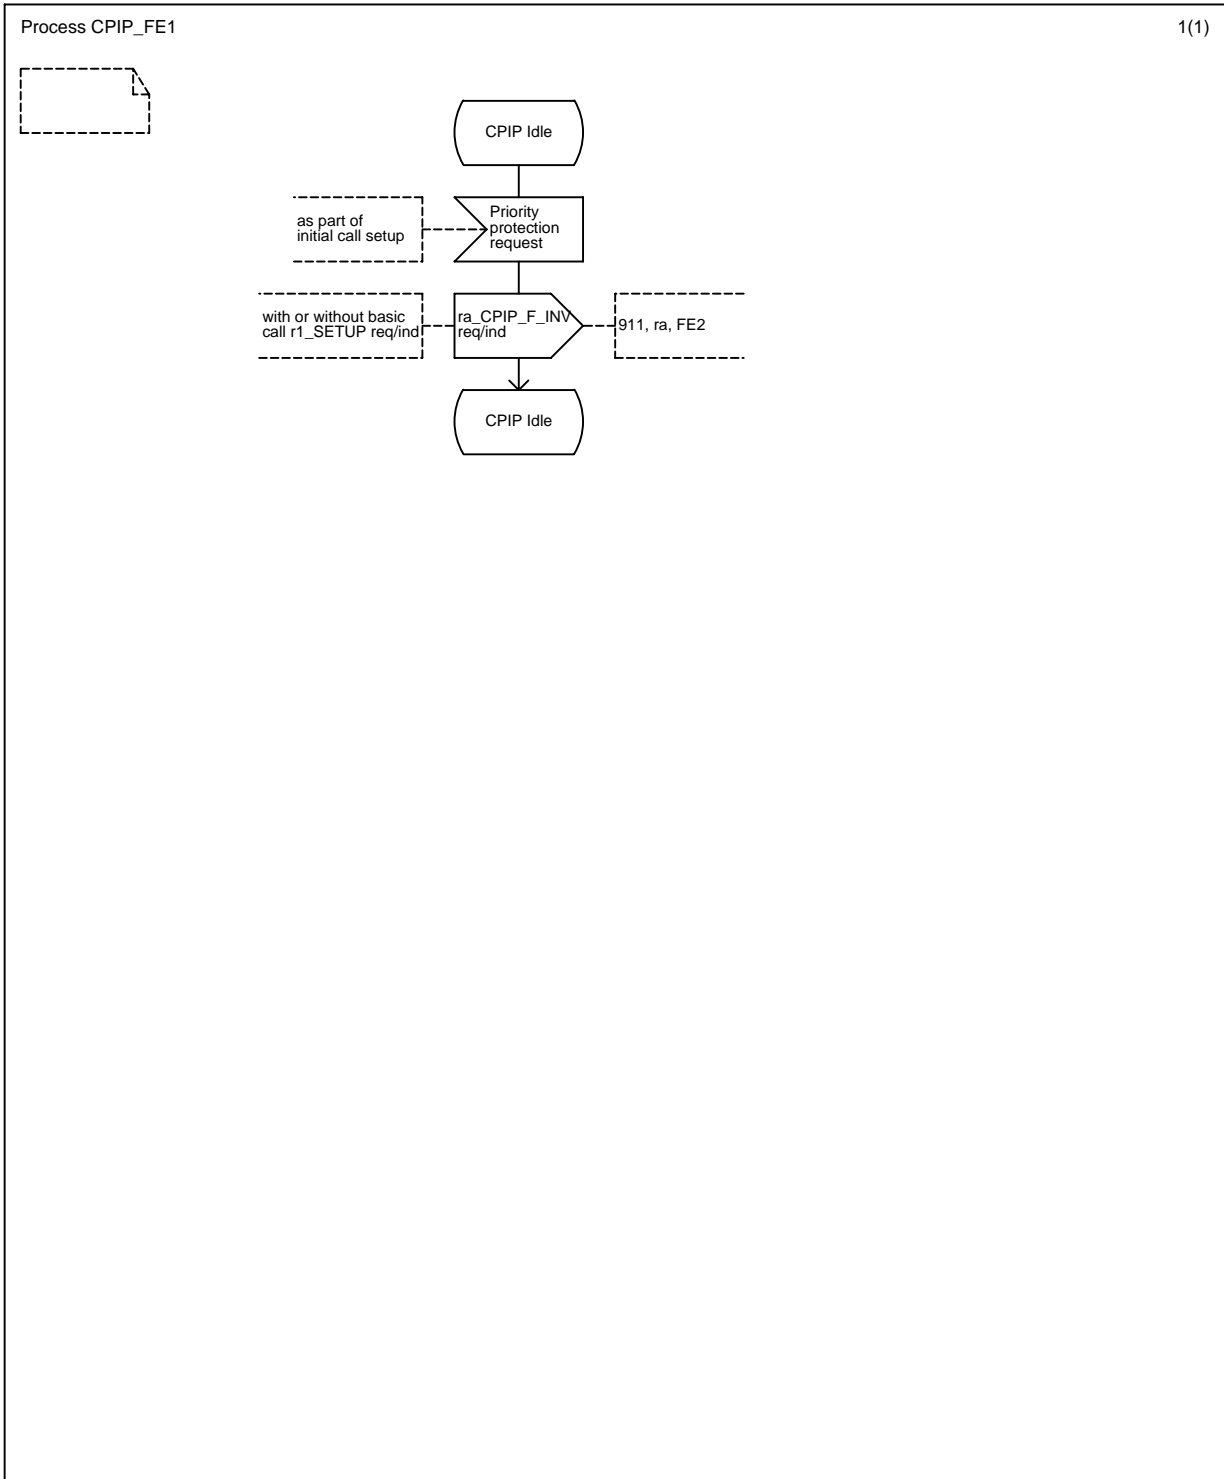 Process CPIP_FE1
1(1)
CPIP Idle
as part of
initial call setup
Priority
protection
request
with or without basic
call r1_SETUP req/ind
ra_CPIP_F_INV
req/ind
911, ra, FE2
CPIP Idle